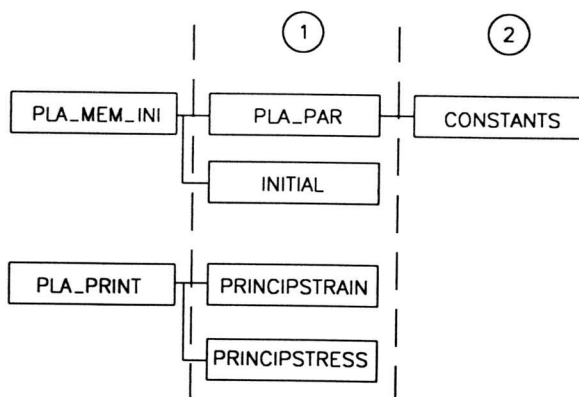 1 2
PLA_MEM_INI PLA_PAR CONSTANTS
INITIAL
PLA_PRINT PRINCIPSTRAIN
PRINCIPSTRESS